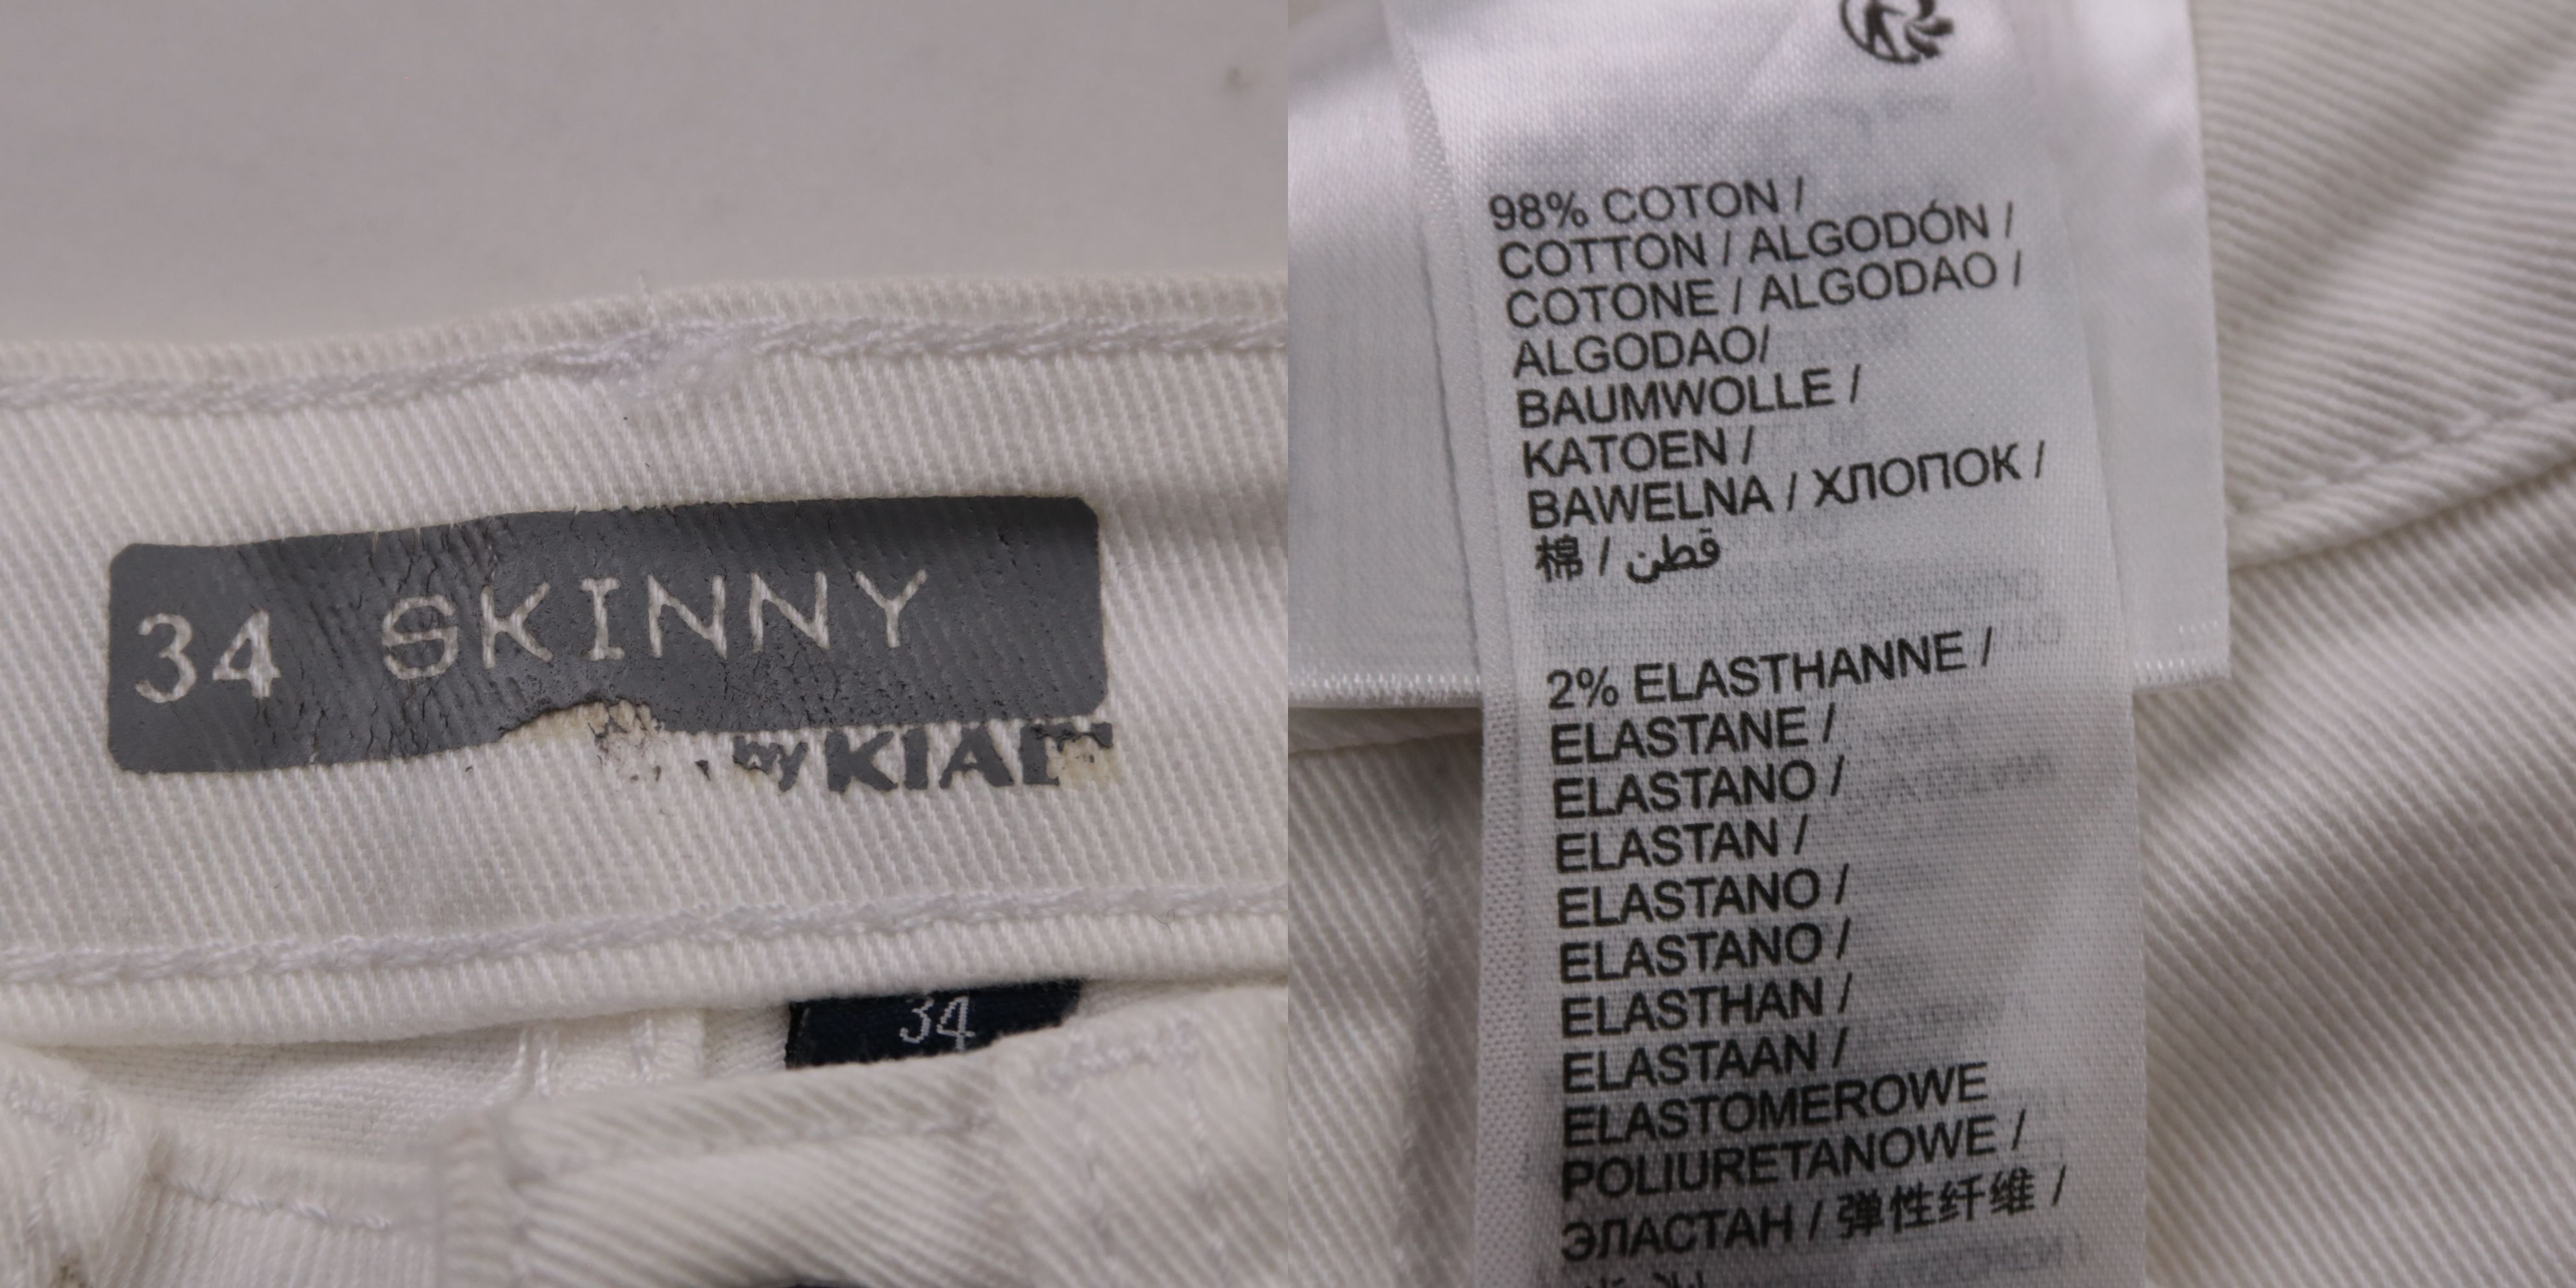 34 SKINNY
by KIA
34
98% COTON /
COTTON / ALGODÓN /
COTONE / ALGODAO /
ALGODAO/
BAUMWOLLE /
KATOEN /
BAWELNA / ХЛОПОК /
棉 / قطن
2% ELASTHANNE /
ELASTANE /
ELASTANO /
ELASTAN /
ELASTANO /
ELASTANO /
ELASTHAN /
ELASTAAN /
ELASTOMEROWE
POLIURETANOWE /
ЭЛАСТАН / 弹性纤维 /